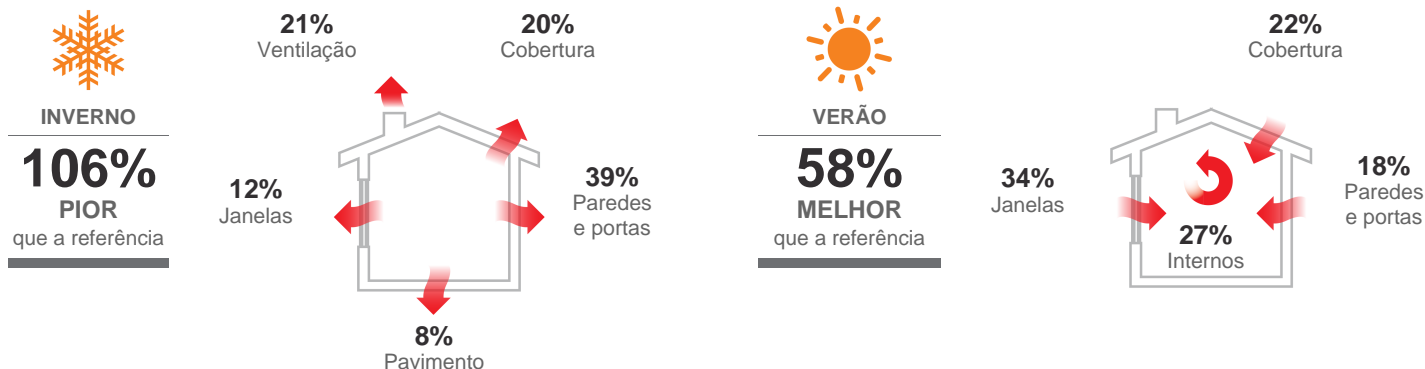 INVERNO
106%
PIOR
que a referência
21%
Ventilação
20%
Cobertura
12%
Janelas
39%
Paredes
e portas
8%
Pavimento
VERÃO
58%
MELHOR
que a referência
22%
Cobertura
34%
Janelas
27%
Internos
18%
Paredes
e portas